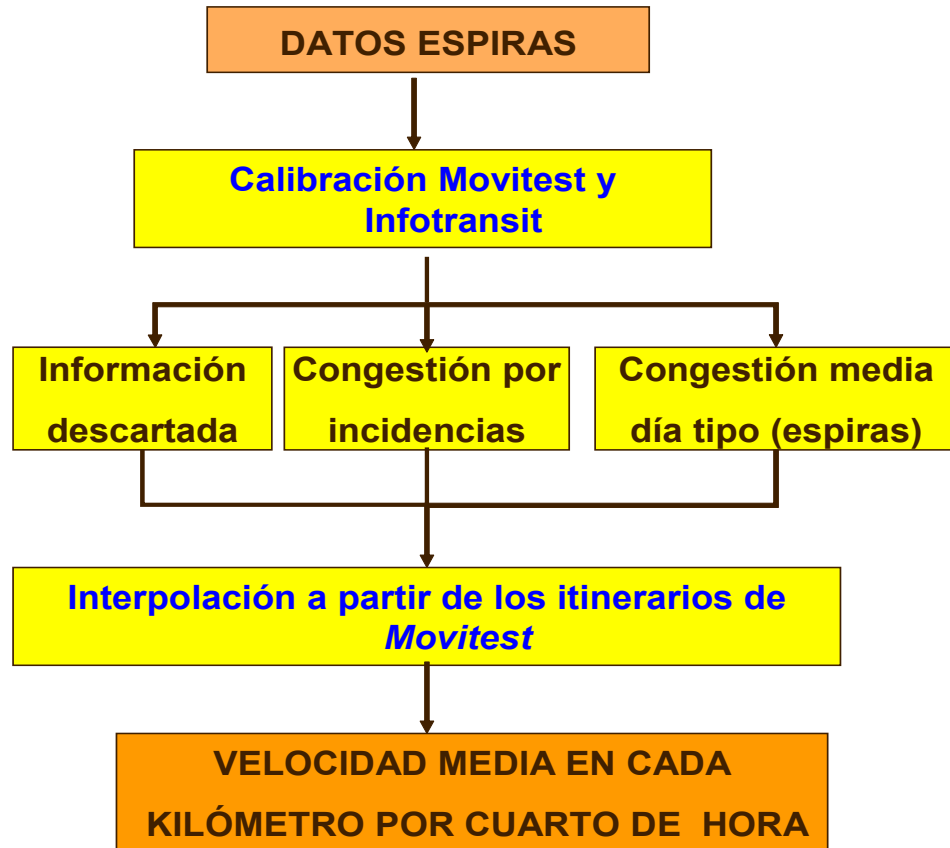 DATOS ESPIRAS
Calibración Movitest y
Infotransit
Información
descartada
Congestión por
incidencias
Congestión media
día tipo (espiras)
Interpolación a partir de los itinerarios de
Movitest
VELOCIDAD MEDIA EN CADA
KILÓMETRO POR CUARTO DE HORA